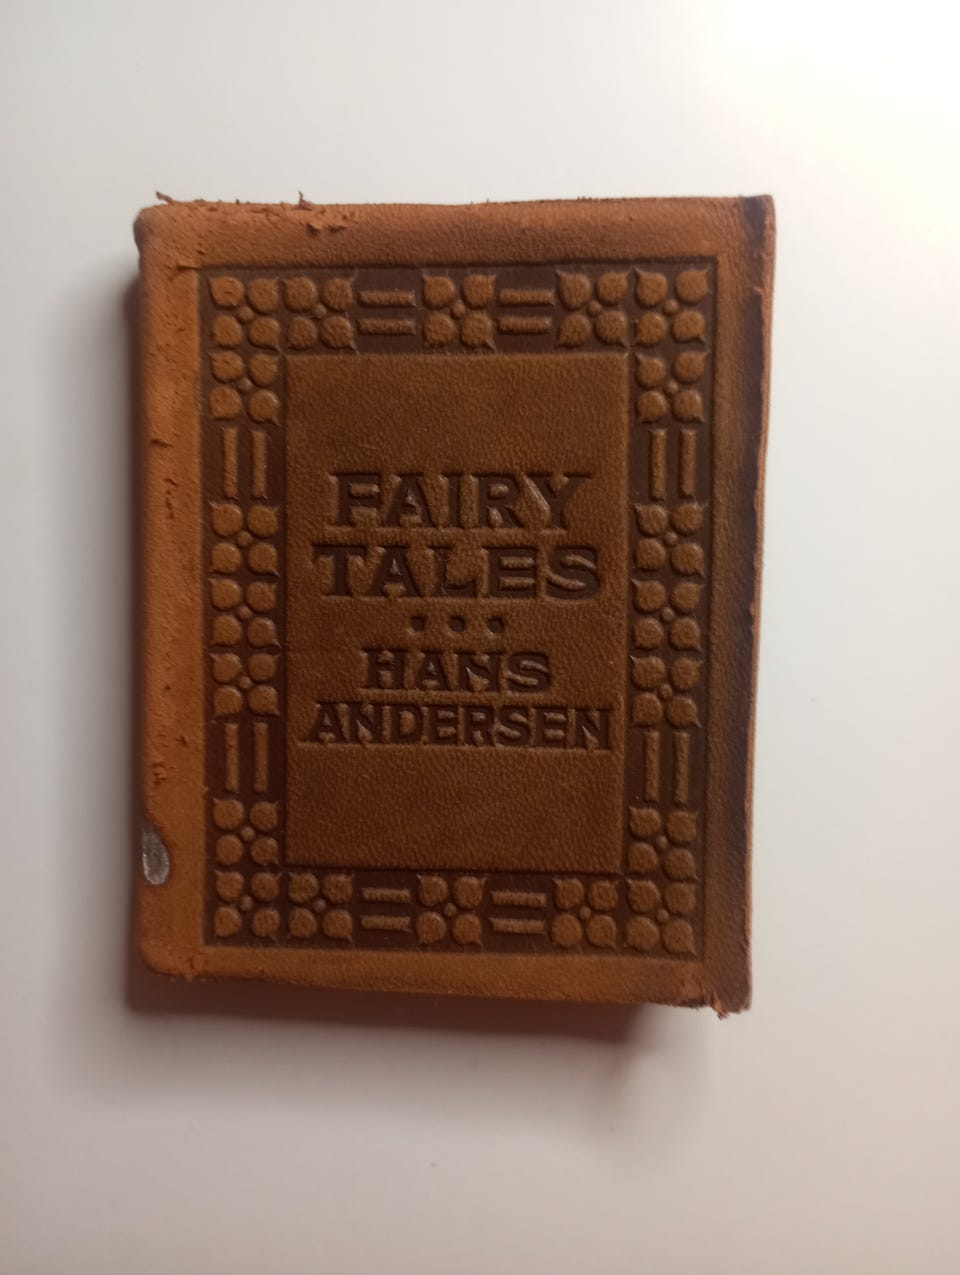 FAIRY
TALES
...
HANS
ANDERSEN